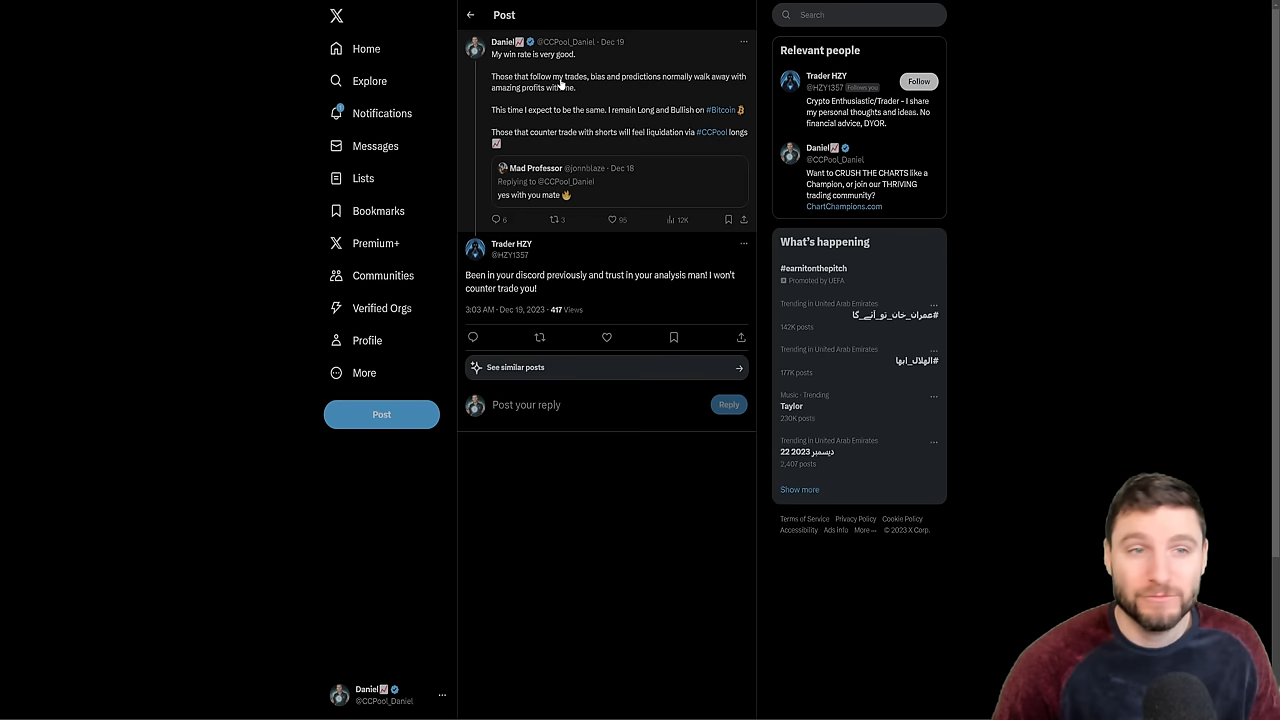 Home
Explore
Notifications
Messages
Lists
Bookmarks
Premium+
Communities
Verified Orgs
Profile
More
Post
Daniel
@CCPool_Daniel
Post
Daniel @CCPool_Daniel · Dec 19
My win rate is very good.
Those that follow my trades, bias and predictions normally walk away with
amazing profits with me.
This time I expect to be the same. I remain Long and Bullish on #Bitcoin
Those that counter trade with shorts will feel liquidation via #CCPool longs
Mad Professor @jonnblaze · Dec 18
Replying to @CCPool_Daniel
yes with you mate
6 3 95 12K
Trader HZY
@HZY1357
Been in your discord previously and trust in your analysis man! I won't
counter trade you!
3:03 AM · Dec 19, 2023 · 417 Views
See similar posts
Post your reply
Reply
Search
Relevant people
Trader HZY
@HZY1357 Follows you
Follow
Crypto Enthusiastic/Trader - I share
my personal thoughts and ideas. No
financial advice, DYOR.
Daniel
@CCPool_Daniel
Want to CRUSH THE CHARTS like a
Champion, or join our THRIVING
trading community?
ChartChampions.com
What's happening
#earnitonthepitch
Promoted by UEFA
Trending in United Arab Emirates
#عمران_خان_تو_آئے_گا
142K posts
Trending in United Arab Emirates
#الهلال_ابها
177K posts
Music · Trending
Taylor
230K posts
Trending in United Arab Emirates
22 ديسمبر 2023
2,407 posts
Show more
Terms of Service Privacy Policy Cookie Policy
Accessibility Ads info More ··· © 2023 X Corp.